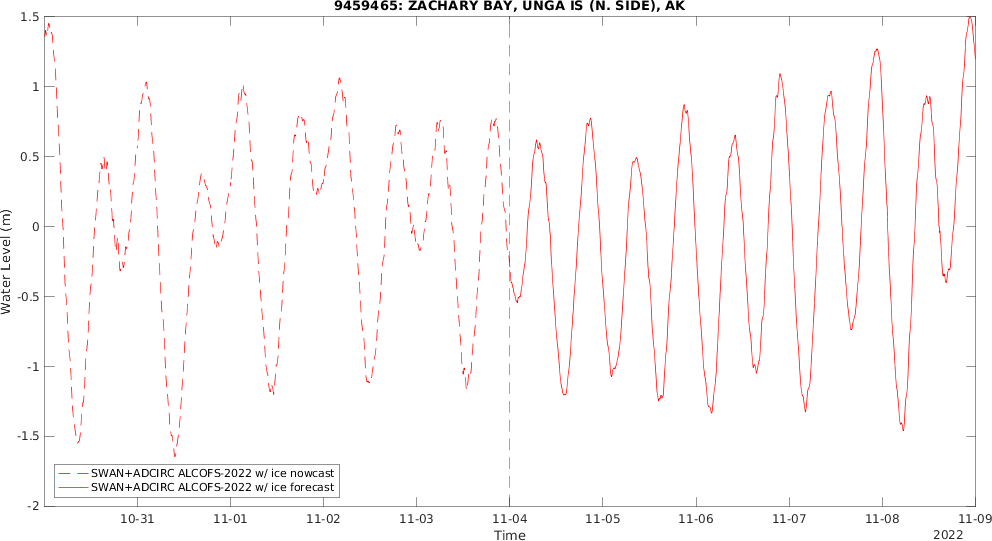 9459465: ZACHARY BAY, UNGA IS (N. SIDE), AK
1.5
1
0.5
0
-0.5
-1
-1.5
-2
Water Level (m)
SWAN+ADCIRC ALCOFS-2022 w/ ice nowcast
SWAN+ADCIRC ALCOFS-2022 w/ ice forecast
10-31 11-01 11-02 11-03 11-04 11-05 11-06 11-07 11-08 11-09
Time
2022